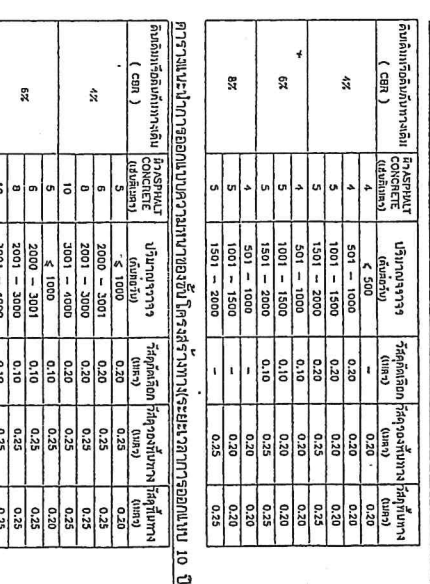 ดินเดิมหรือดินคันทางเดิม ผิวASPHALT ปริมาณจราจร วัสดุคัดเลือก วัสดุรองพื้นทาง วัสดุพื้นทาง
( CBR ) CONCRETE (คันต่อวัน) (เมตร) (เมตร) (เมตร)
(เซนติเมตร)
4% 4 ≤ 500 - 0.20 0.20
4 501 - 1000 0.20 0.20 0.20
5 1001 - 1500 0.20 0.20 0.20
5 1501 - 2000 0.20 0.25 0.25
6% 4 501 - 1000 0.10 0.20 0.20
5 1001 - 1500 0.10 0.20 0.20
5 1501 - 2000 0.10 0.25 0.25
8% 4 501 - 1000 - 0.20 0.20
5 1001 - 1500 - 0.20 0.20
5 1501 - 2000 - 0.25 0.25
ตารางแนะนำการออกแบบความหนาของชั้นโครงสร้างทาง(ระยะเวลาการออกแบบ 10 ปี
ดินเดิมหรือดินคันทางเดิม ผิวASPHALT ปริมาณจราจร วัสดุคัดเลือก วัสดุรองพื้นทาง วัสดุพื้นทาง
( CBR ) CONCRETE (คันต่อวัน) (เมตร) (เมตร) (เมตร)
(เซนติเมตร)
4% 5 ≤ 1000 0.20 0.25 0.20
6 2000 - 3001 0.20 0.25 0.25
8 2001 - 3000 0.20 0.25 0.25
10 3001 - 4000 0.20 0.25 0.25
6% 5 ≤ 1000 0.10 0.25 0.20
6 2000 - 3001 0.10 0.25 0.25
8 2001 - 3000 0.10 0.25 0.25